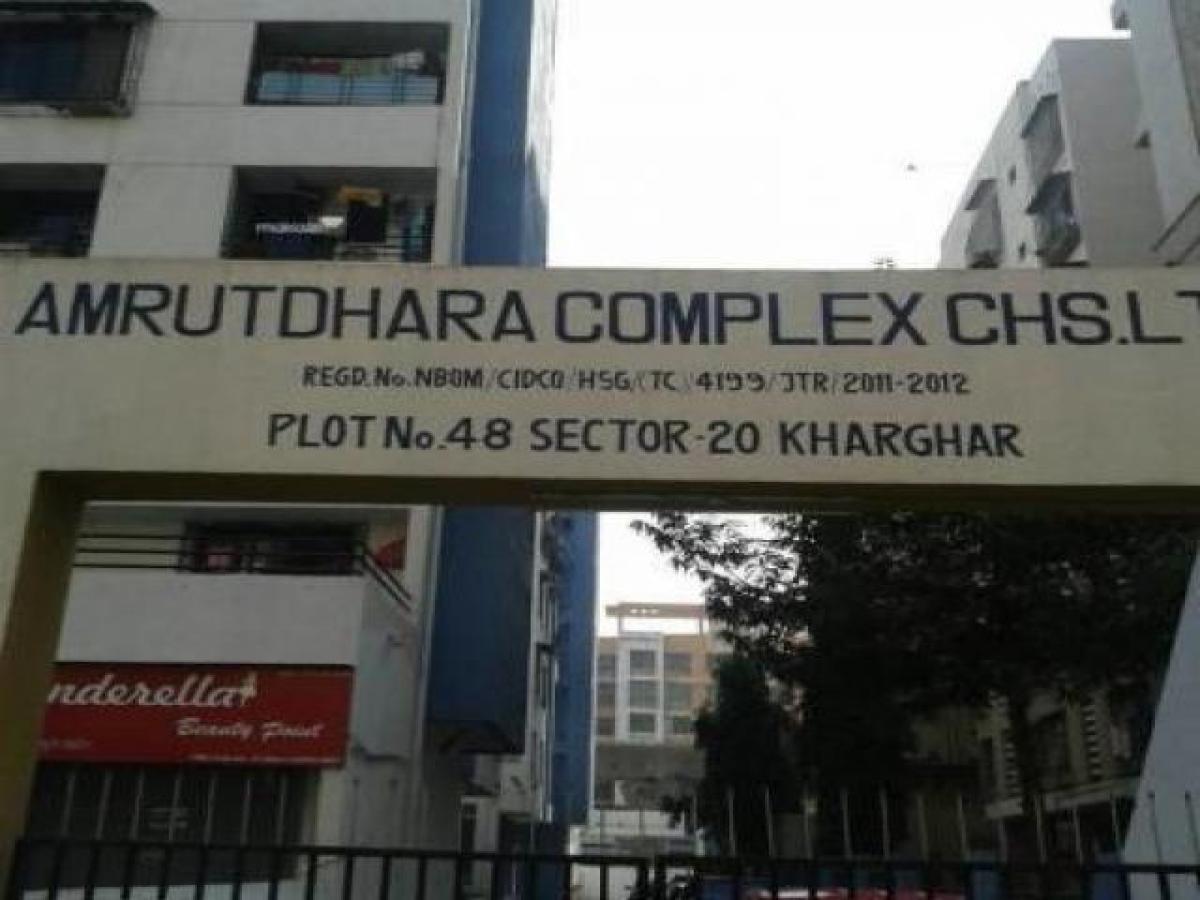 AMRUTDHARA COMPLEX CHS.LT
REGD.No.NBOM/CIDCO/HSG/(TC)/4199/JTR/2011-2012
PLOT No.48 SECTOR-20 KHARGHAR
nderella
Beauty Point